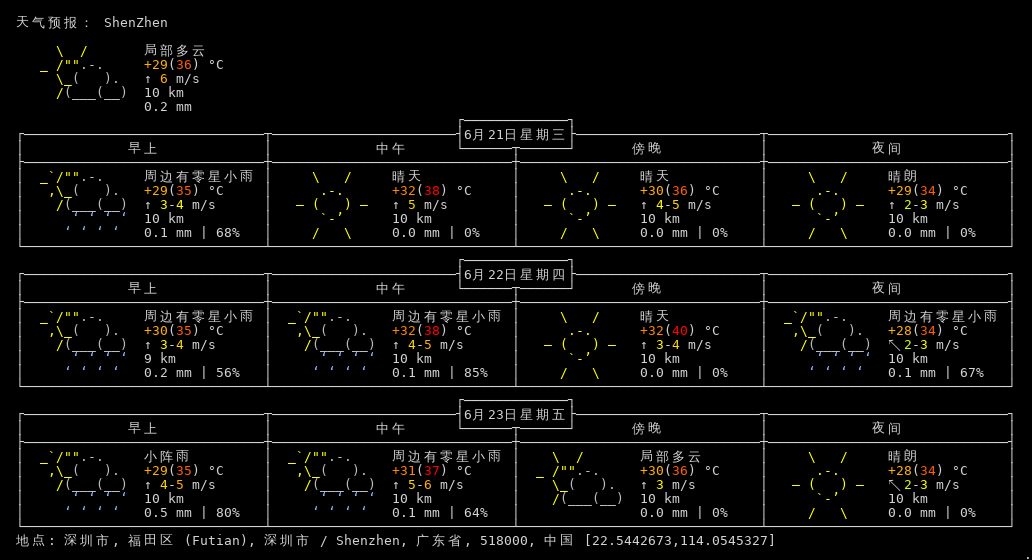 天气预报： ShenZhen
局部多云
+29(36) °C
↑ 6 m/s
10 km
0.2 mm
6月21日星期三
早上 中午 傍晚 夜间
周边有零星小雨 晴天 晴天 晴朗
+29(35) °C +32(38) °C +30(36) °C +29(34) °C
↑ 3-4 m/s ↑ 5 m/s ↑ 4-5 m/s ↑ 2-3 m/s
10 km 10 km 10 km 10 km
0.1 mm | 68% 0.0 mm | 0% 0.0 mm | 0% 0.0 mm | 0%
6月22日星期四
早上 中午 傍晚 夜间
周边有零星小雨 周边有零星小雨 晴天 周边有零星小雨
+30(35) °C +32(38) °C +32(40) °C +28(34) °C
↑ 3-4 m/s ↑ 4-5 m/s ↑ 3-4 m/s ↖ 2-3 m/s
9 km 10 km 10 km 10 km
0.2 mm | 56% 0.1 mm | 85% 0.0 mm | 0% 0.1 mm | 67%
6月23日星期五
早上 中午 傍晚 夜间
小阵雨 周边有零星小雨 局部多云 晴朗
+29(35) °C +31(37) °C +30(36) °C +28(34) °C
↑ 4-5 m/s ↑ 5-6 m/s ↑ 3 m/s ↖ 2-3 m/s
10 km 10 km 10 km 10 km
0.5 mm | 80% 0.1 mm | 64% 0.0 mm | 0% 0.0 mm | 0%
地点: 深圳市, 福田区 (Futian), 深圳市 / Shenzhen, 广东省, 518000, 中国 [22.5442673,114.0545327]